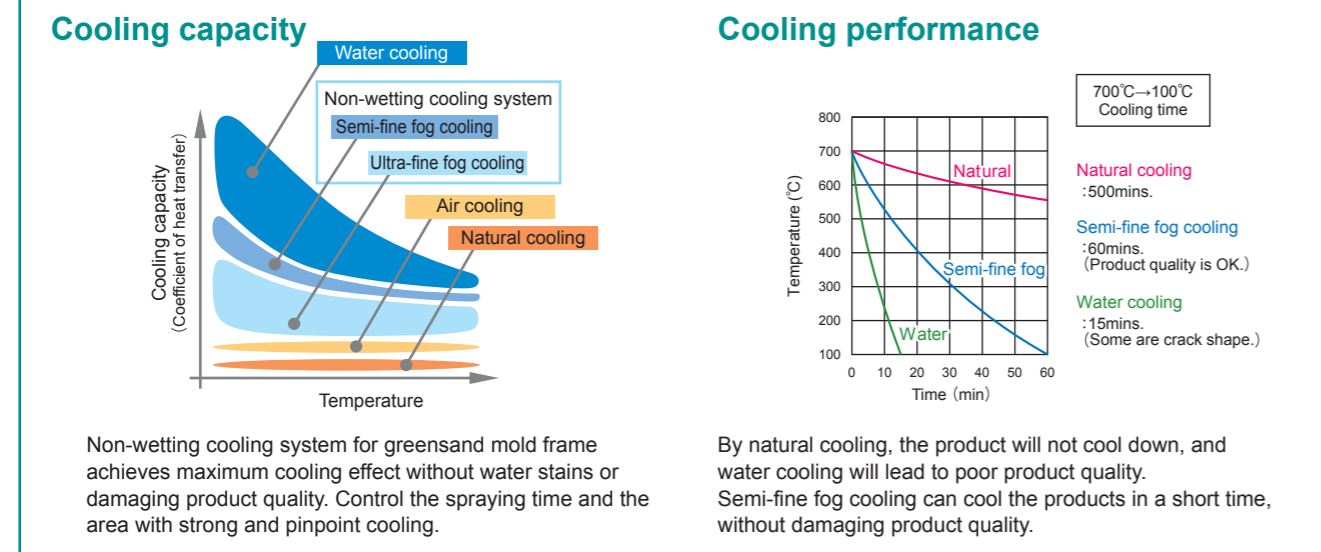 Cooling capacity
Water cooling
Non-wetting cooling system
Semi-fine fog cooling
Ultra-fine fog cooling
Air cooling
Natural cooling
Cooling capacity
(Coefficient of heat transfer)
Temperature
Non-wetting cooling system for greensand mold frame
achieves maximum cooling effect without water stains or
damaging product quality. Control the spraying time and the
area with strong and pinpoint cooling.
Cooling performance
700℃→100℃
Cooling time
800
700
600
500
400
300
200
100
Temperature (℃)
Natural
Semi-fine fog
Water
0 10 20 30 40 50 60
Time (min)
Natural cooling
:500mins.
Semi-fine fog cooling
:60mins.
(Product quality is OK.)
Water cooling
:15mins.
(Some are crack shape.)
By natural cooling, the product will not cool down, and
water cooling will lead to poor product quality.
Semi-fine fog cooling can cool the products in a short time,
without damaging product quality.